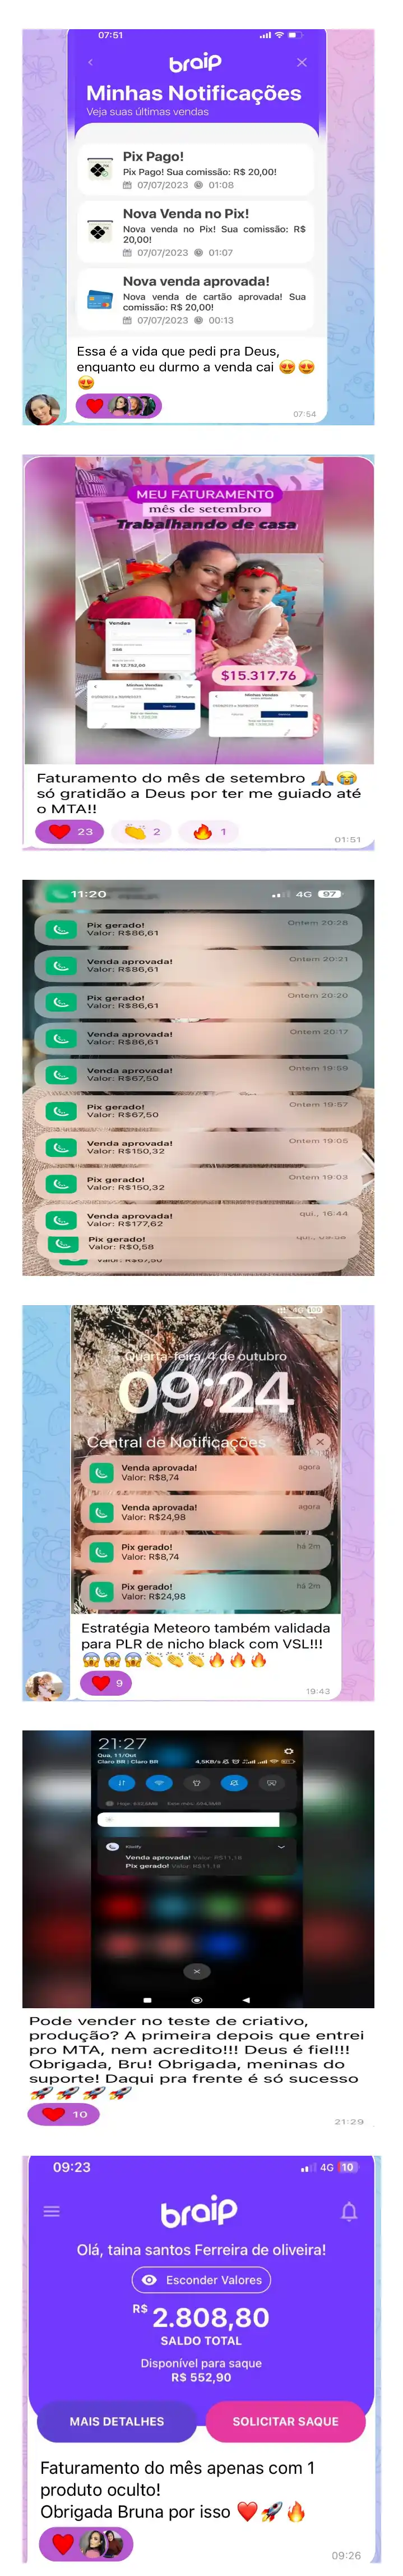 07:51
braip
Minhas Notificações
Veja suas últimas vendas
Pix Pago!
Pix Pago! Sua comissão: R$ 20,00!
07/07/2023 01:08
Nova Venda no Pix!
Nova venda no Pix! Sua comissão: R$
20,00!
07/07/2023 01:07
Nova venda aprovada!
Nova venda de cartão aprovada! Sua
comissão: R$ 20,00!
07/07/2023 00:13
Essa é a vida que pedi pra Deus,
enquanto eu durmo a venda cai 😍😍
😍
07:54
MEU FATURAMENTO
mês de setembro
Trabalhando de casa
Vendas
R$ 12.752,00
$15.317,76
Minhas Vendas
Minhas Vendas
Faturamento do mês de setembro 🙏🏽😭
só gratidão a Deus por ter me guiado até
o MTA!!
❤️ 23 👏 2 🔥 1
01:51
11:20 4G 97
Pix gerado! Ontem 20:28
Valor: R$86,61
Venda aprovada! Ontem 20:21
Valor: R$86,61
Pix gerado! Ontem 20:20
Valor: R$86,61
Venda aprovada! Ontem 20:17
Valor: R$86,61
Venda aprovada! Ontem 19:59
Valor: R$67,50
Pix gerado! Ontem 19:57
Valor: R$67,50
Venda aprovada! Ontem 19:05
Valor: R$150,32
Pix gerado! Ontem 19:03
Valor: R$150,32
Venda aprovada! qui., 16:44
Valor: R$177,62
Pix gerado!
Valor: R$0,58
Quarta-feira, 4 de outubro
09:24
Central de Notificações
Venda aprovada! agora
Valor: R$8,74
Venda aprovada! agora
Valor: R$24,98
Pix gerado! há 2m
Valor: R$8,74
Pix gerado! há 2m
Valor: R$24,98
Estratégia Meteoro também validada
para PLR de nicho black com VSL!!!
😱😱😱👏👏👏🔥🔥🔥
❤️ 9
19:43
21:27
Qua, 11/Out
Claro BR | Claro BR 4,5KB/s
Kiwify
Venda aprovada! Valor: R$11,18
Pix gerado! Valor: R$11,18
Pode vender no teste de criativo,
produção? A primeira depois que entrei
pro MTA, nem acredito!!! Deus é fiel!!!
Obrigada, Bru! Obrigada, meninas do
suporte! Daqui pra frente é só sucesso
🚀🚀🚀🚀
❤️ 10
21:29
09:23 4G 10
braip
Olá, taina santos Ferreira de oliveira!
Esconder Valores
R$ 2.808,80
SALDO TOTAL
Disponível para saque
R$ 552,90
MAIS DETALHES SOLICITAR SAQUE
Faturamento do mês apenas com 1
produto oculto!
Obrigada Bruna por isso ❤️🚀🔥
09:26